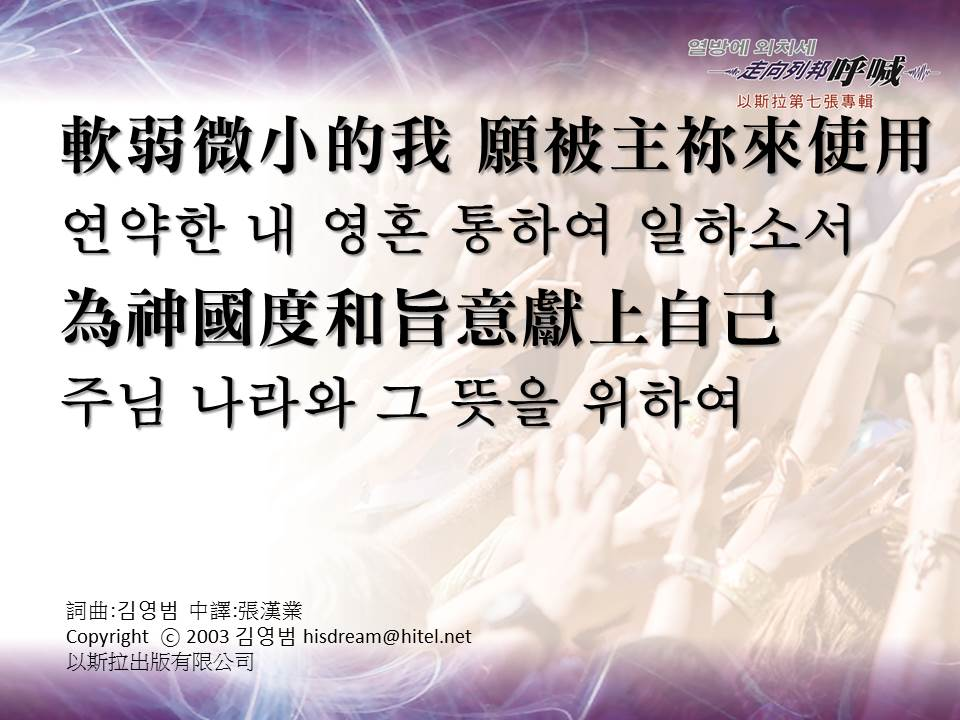 열방에 외치세
走向列邦呼喊
以斯拉第七張專輯
軟弱微小的我 願被主祢來使用
연약한 내 영혼 통하여 일하소서
為神國度和旨意獻上自己
주님 나라와 그 뜻을 위하여
詞曲:김영범 中譯:張漢業
Copyright ⓒ 2003 김영범 hisdream@hitel.net
以斯拉出版有限公司